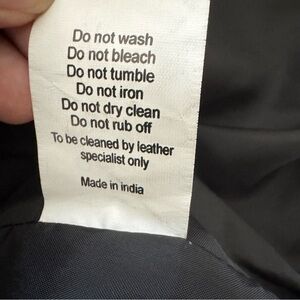 Do not wash
Do not bleach
Do not tumble
Do not iron
Do not dry clean
Do not rub off
To be cleaned by leather
specialist only
Made in india